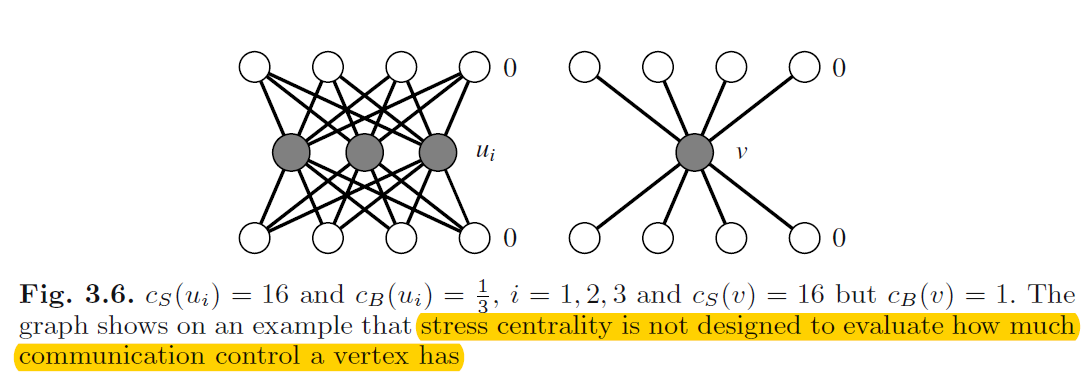 0
0
u_i
v
0
0
Fig. 3.6. c_S(u_i) = 16 and c_B(u_i) = 1/3, i = 1, 2, 3 and c_S(v) = 16 but c_B(v) = 1. The
graph shows on an example that stress centrality is not designed to evaluate how much
communication control a vertex has